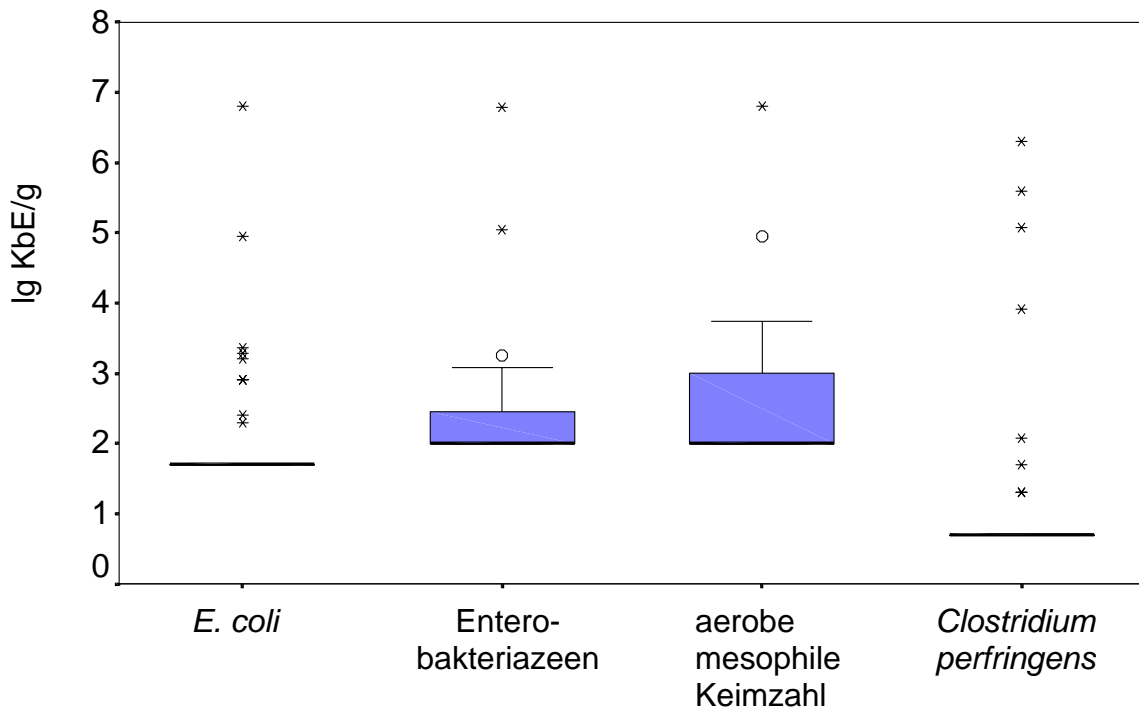 8
7
6
5
4
3
2
1
0
lg KbE/g
E. coli
Entero-
bakteriazeen
aerobe
mesophile
Keimzahl
Clostridium
perfringens